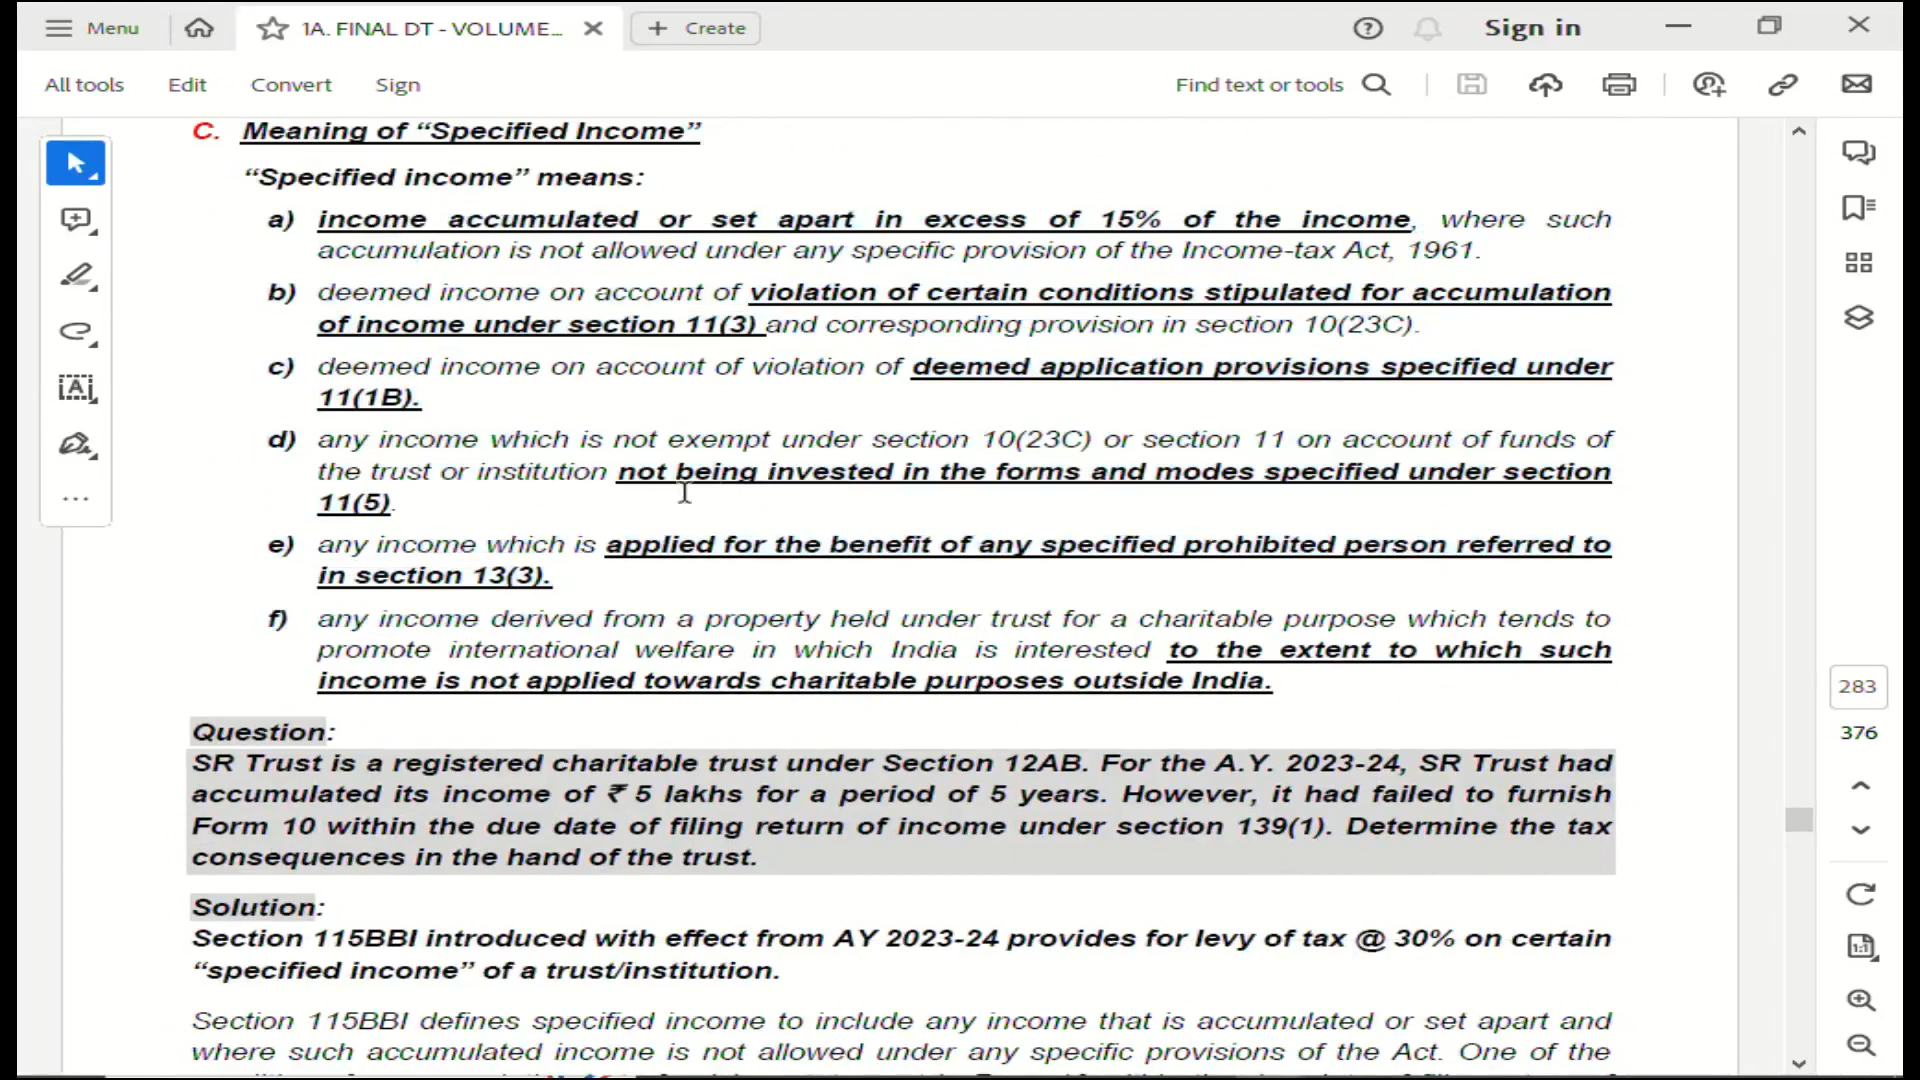 Menu
1A. FINAL DT - VOLUME...
Create
Sign in
All tools
Edit
Convert
Sign
Find text or tools
C. Meaning of “Specified Income”
“Specified income” means:
a) income accumulated or set apart in excess of 15% of the income, where such
accumulation is not allowed under any specific provision of the Income-tax Act, 1961.
b) deemed income on account of violation of certain conditions stipulated for accumulation
of income under section 11(3) and corresponding provision in section 10(23C).
c) deemed income on account of violation of deemed application provisions specified under
11(1B).
d) any income which is not exempt under section 10(23C) or section 11 on account of funds of
the trust or institution not being invested in the forms and modes specified under section
11(5).
e) any income which is applied for the benefit of any specified prohibited person referred to
in section 13(3).
f) any income derived from a property held under trust for a charitable purpose which tends to
promote international welfare in which India is interested to the extent to which such
income is not applied towards charitable purposes outside India.
Question:
SR Trust is a registered charitable trust under Section 12AB. For the A.Y. 2023-24, SR Trust had
accumulated its income of ₹ 5 lakhs for a period of 5 years. However, it had failed to furnish
Form 10 within the due date of filing return of income under section 139(1). Determine the tax
consequences in the hand of the trust.
Solution:
Section 115BBI introduced with effect from AY 2023-24 provides for levy of tax @ 30% on certain
“specified income” of a trust/institution.
Section 115BBI defines specified income to include any income that is accumulated or set apart and
where such accumulated income is not allowed under any specific provisions of the Act. One of the
283
376